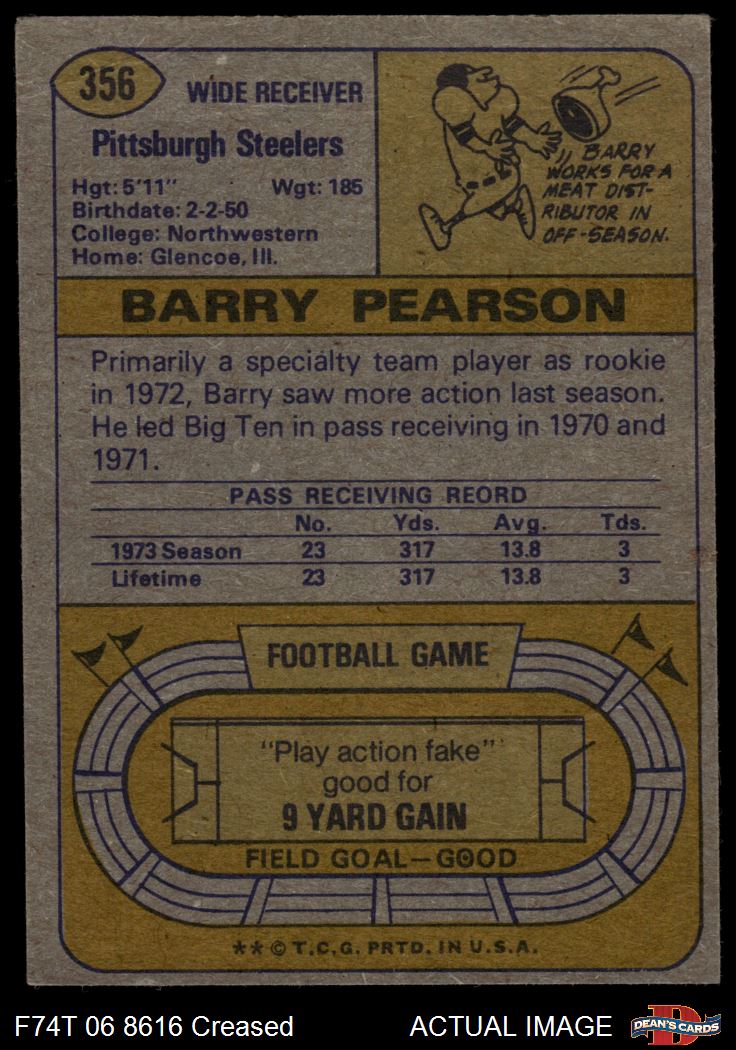 356
WIDE RECEIVER
Pittsburgh Steelers
Hgt: 5'11" Wgt: 185
Birthdate: 2-2-50
College: Northwestern
Home: Glencoe, Ill.
BARRY
WORKS FOR A
MEAT DIST-
RIBUTOR IN
OFF-SEASON.
BARRY PEARSON
Primarily a specialty team player as rookie
in 1972, Barry saw more action last season.
He led Big Ten in pass receiving in 1970 and
1971.
PASS RECEIVING REORD
No. Yds. Avg. Tds.
1973 Season 23 317 13.8 3
Lifetime 23 317 13.8 3
FOOTBALL GAME
"Play action fake"
good for
9 YARD GAIN
FIELD GOAL—GOOD
** © T.C.G. PRTD. IN U.S.A.
F74T 06 8616 Creased ACTUAL IMAGE
D
DEAN'S CARDS